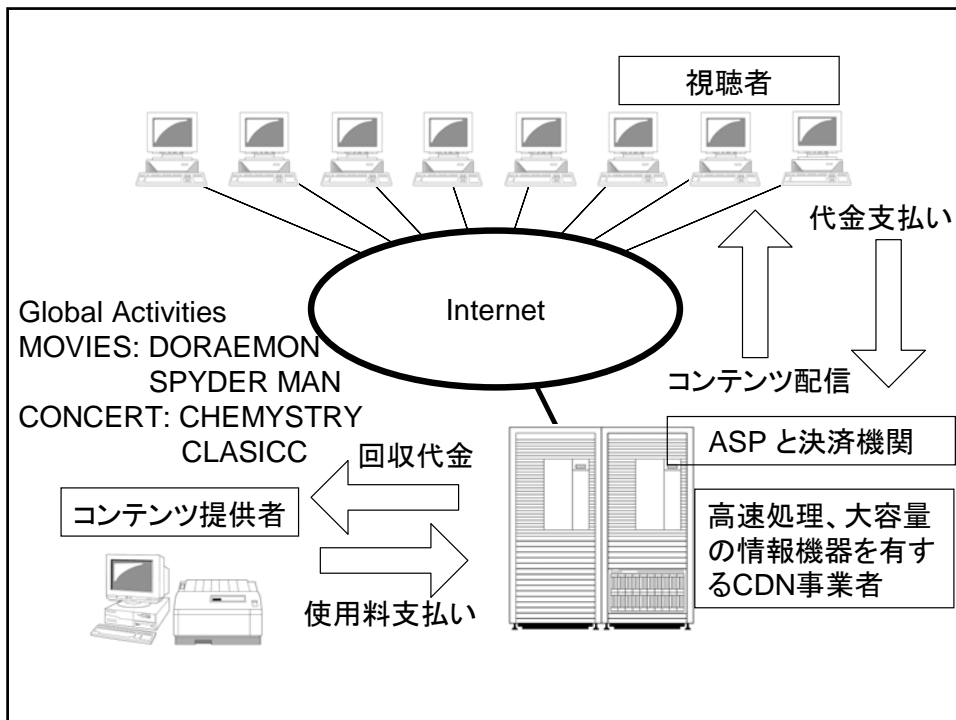 視聴者
代金支払い
Internet
Global Activities
MOVIES: DORAEMON
SPYDER MAN
CONCERT: CHEMYSTRY
CLASICC
コンテンツ配信
ASP と決済機関
回収代金
コンテンツ提供者
高速処理、大容量
の情報機器を有す
るCDN事業者
使用料支払い